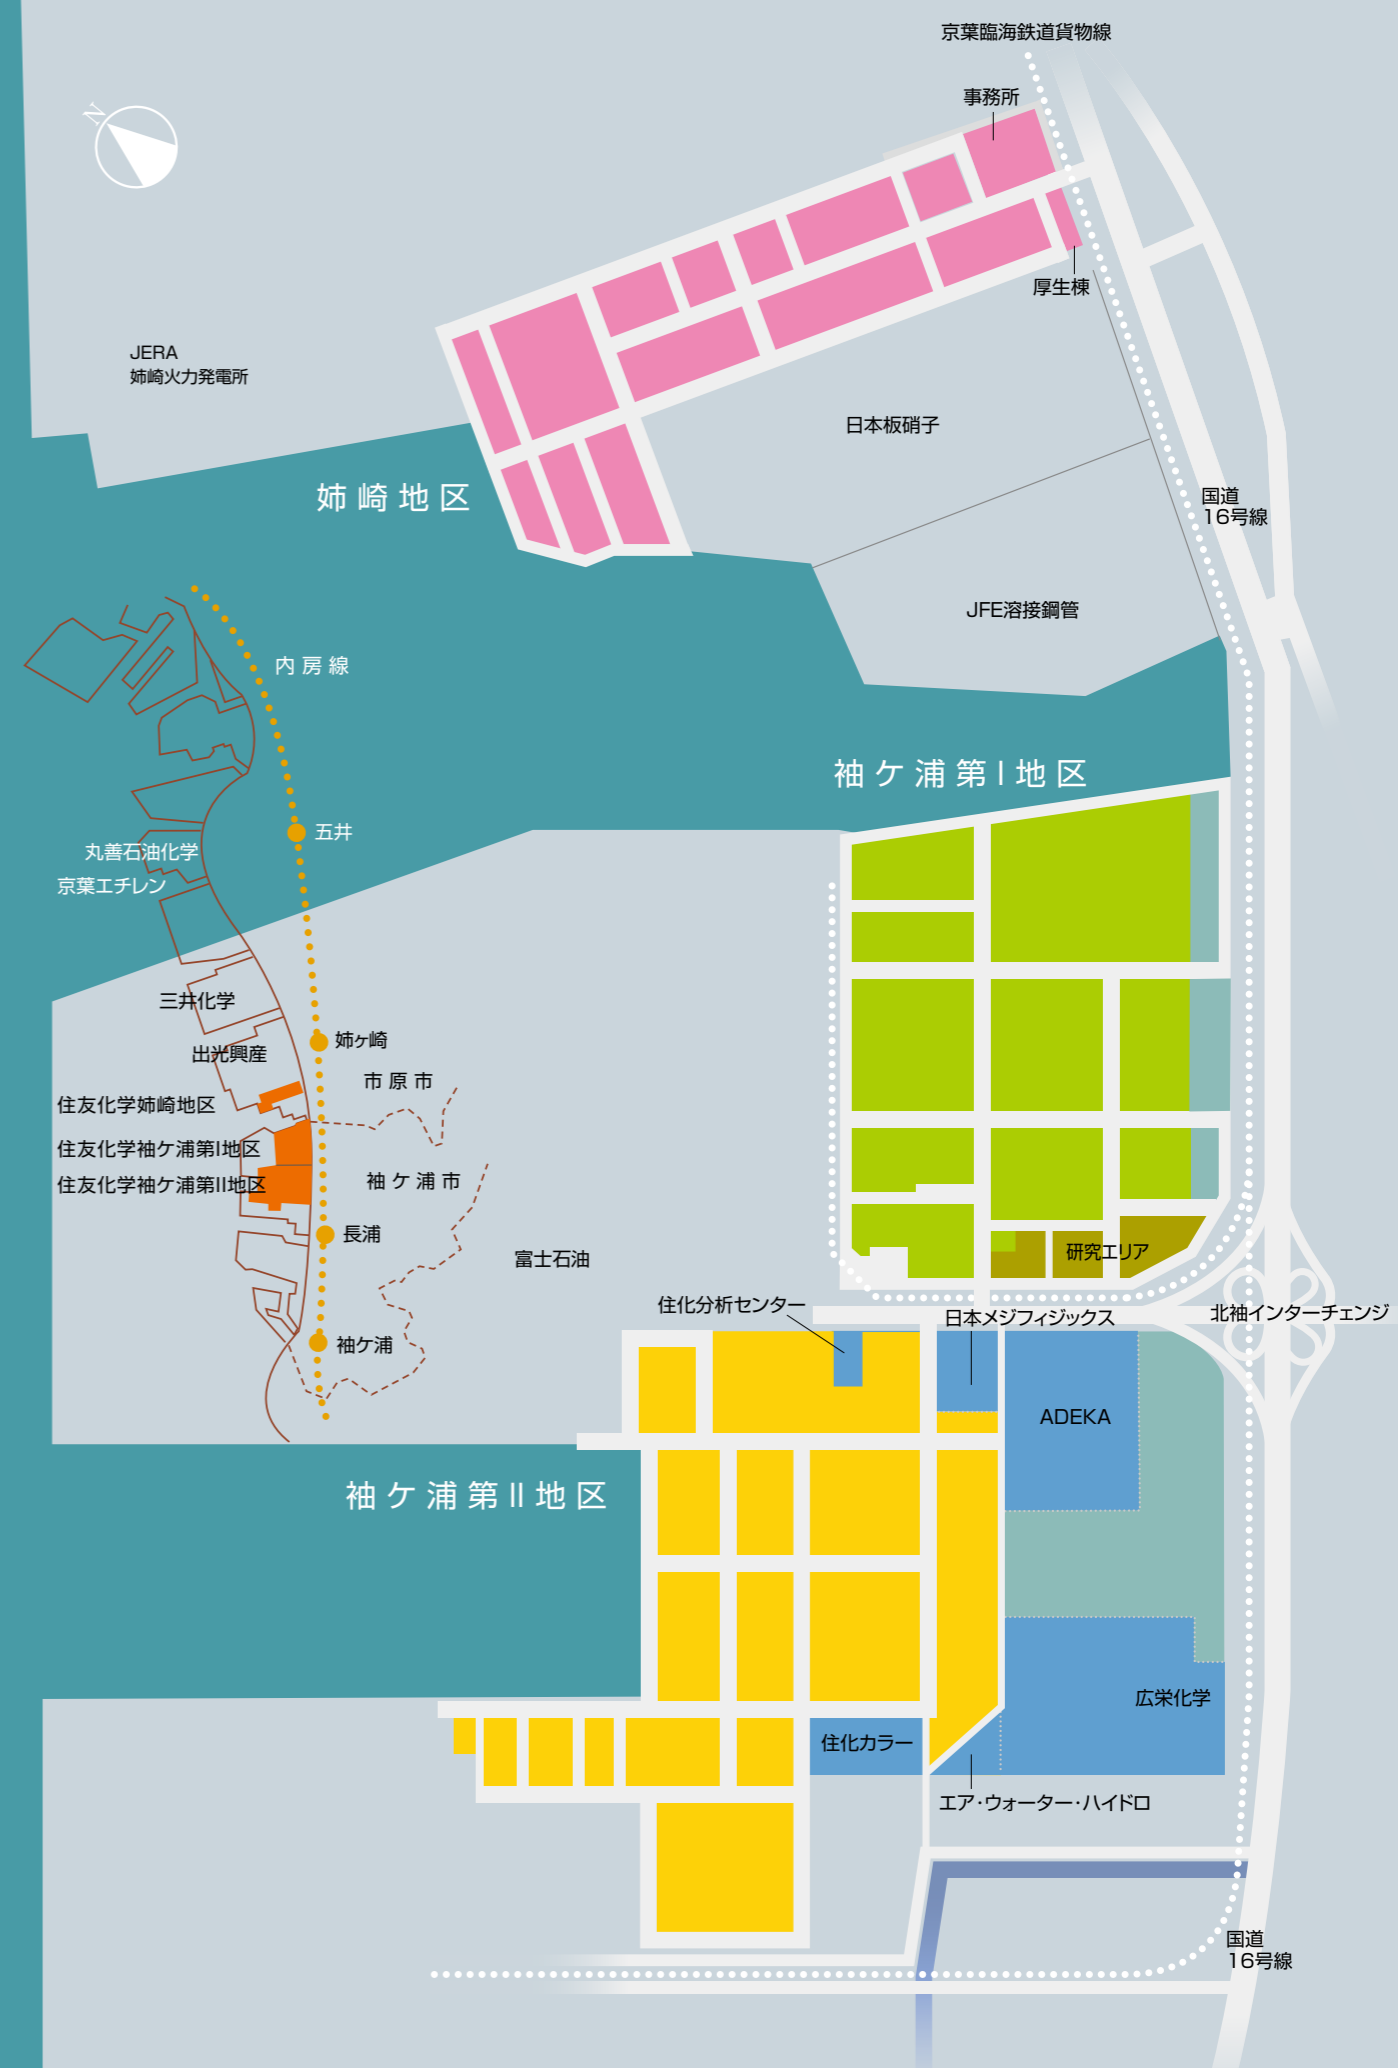 京葉臨海鉄道貨物線
事務所
N
厚生棟
JERA
姉崎火力発電所
日本板硝子
姉崎地区
国道
16号線
JFE溶接鋼管
内房線
袖ケ浦第I地区
五井
丸善石油化学
京葉エチレン
三井化学
姉ヶ崎
出光興産
市原市
住友化学姉崎地区
住友化学袖ケ浦第I地区
袖ケ浦市
住友化学袖ケ浦第II地区
長浦
富士石油
研究エリア
住化分析センター
日本メジフィジックス
北袖インターチェンジ
袖ケ浦
ADEKA
袖ケ浦第II地区
広栄化学
住化カラー
エア・ウォーター・ハイドロ
国道
16号線